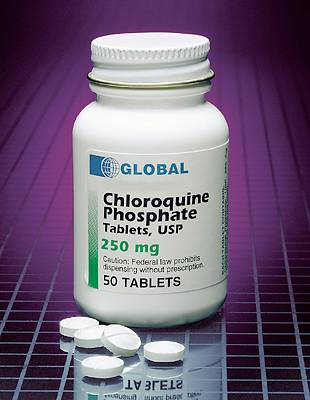 GLOBAL
Chloroquine
Phosphate
Tablets, USP
250 mg
Caution: Federal law prohibits
dispensing without prescription.
50 TABLETS